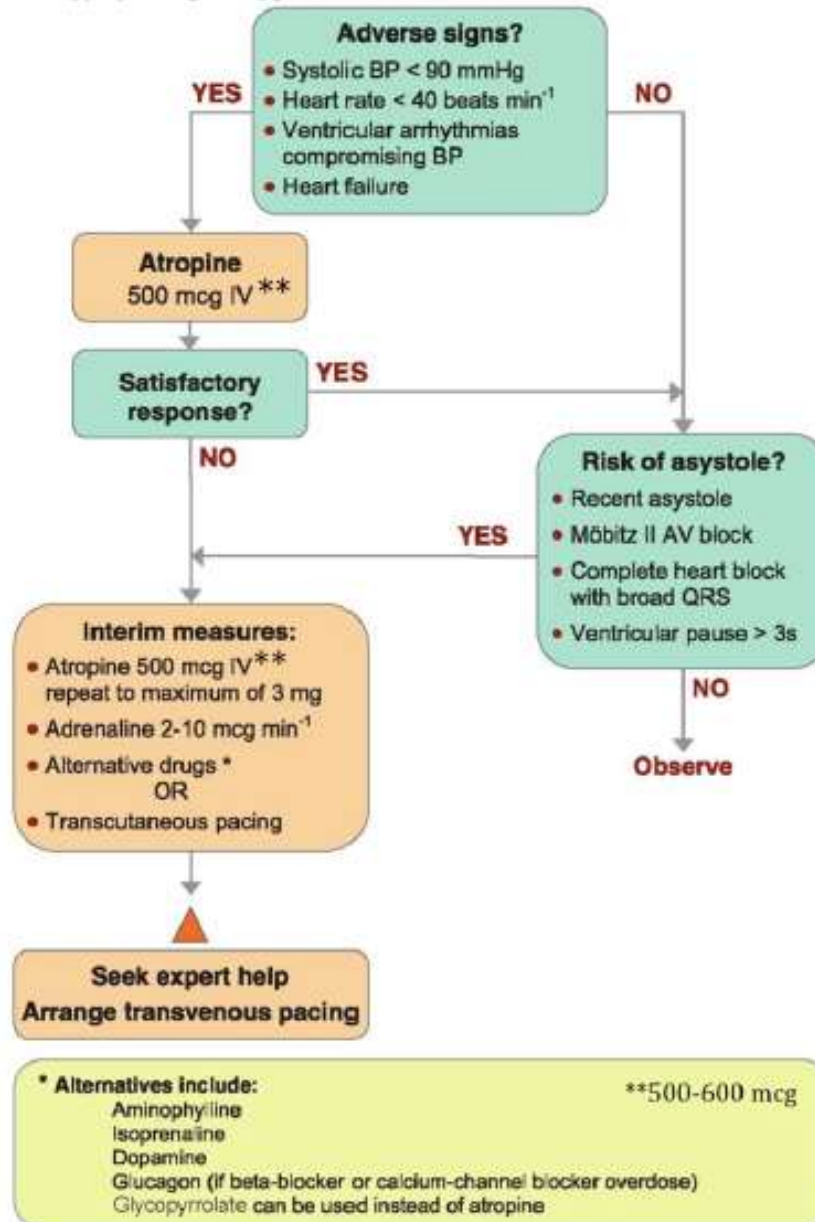 Adverse signs?
• Systolic BP < 90 mmHg
• Heart rate < 40 beats min⁻¹
• Ventricular arrhythmias
compromising BP
• Heart failure
YES
NO
Atropine
500 mcg IV**
Satisfactory
response?
YES
NO
Risk of asystole?
• Recent asystole
• Möbitz II AV block
• Complete heart block
with broad QRS
• Ventricular pause > 3s
YES
NO
Observe
Interim measures:
• Atropine 500 mcg IV**
repeat to maximum of 3 mg
• Adrenaline 2-10 mcg min⁻¹
• Alternative drugs *
OR
• Transcutaneous pacing
Seek expert help
Arrange transvenous pacing
* Alternatives include:
**500-600 mcg
Aminophylline
Isoprenaline
Dopamine
Glucagon (if beta-blocker or calcium-channel blocker overdose)
Glycopyrrolate can be used instead of atropine